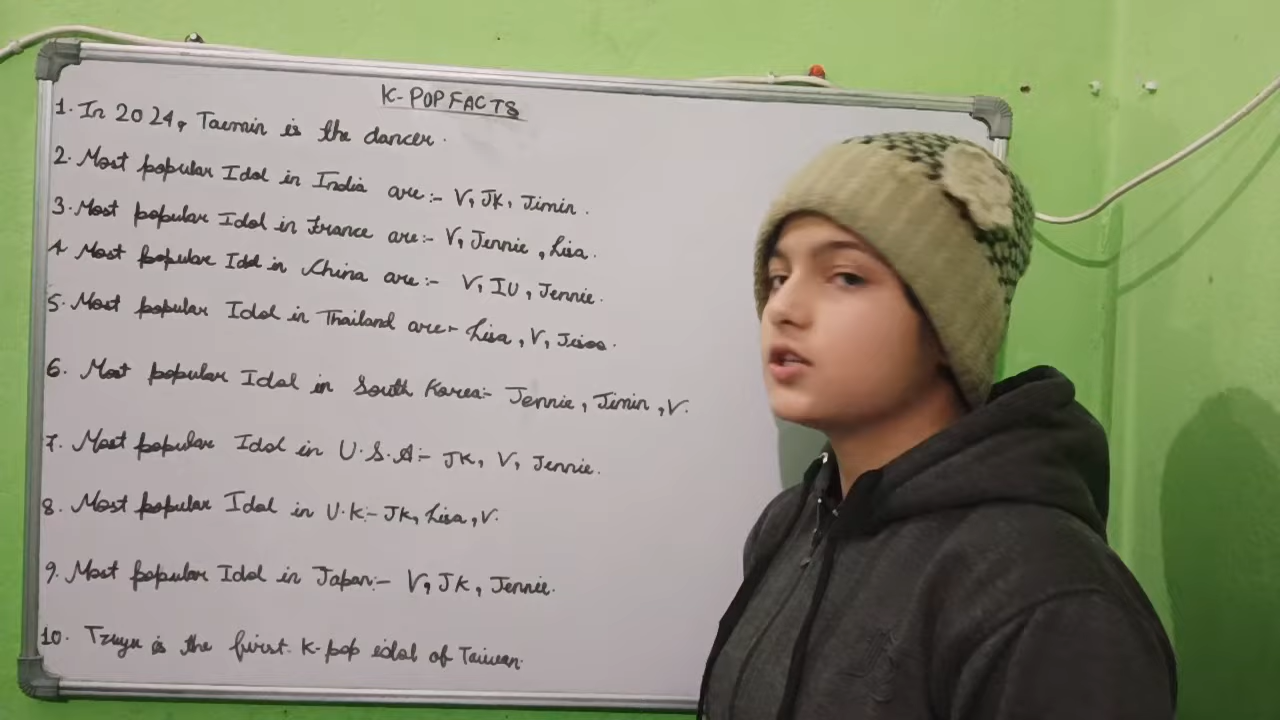 K-POP FACTS
1. In 2024, Taemin is the dancer.
2. Most popular Idol in India are:- V, JK, Jimin.
3. Most popular Idol in France are:- V, Jennie, Lisa.
4 Most popular Idol in China are:- V, IU, Jennie.
5. Most popular Idol in Thailand are:- Lisa, V, Jisoo.
6. Most popular Idol in South Korea:- Jennie, Jimin, V.
7. Most popular Idol in U.S.A:- JK, V, Jennie.
8. Most popular Idol in U.K:- JK, Lisa, V.
9. Most popular Idol in Japan:- V, JK, Jennie.
10. Tzuyu is the first K-pop idol of Taiwan.